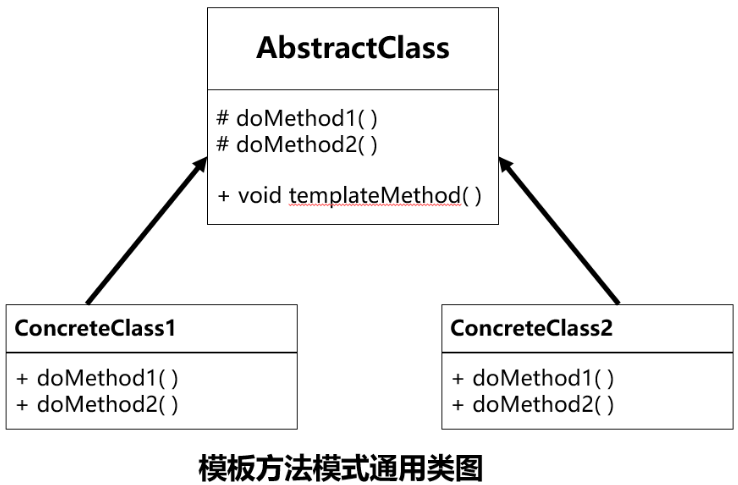 AbstractClass
# doMethod1( )
# doMethod2( )
+ void templateMethod( )
ConcreteClass1
+ doMethod1( )
+ doMethod2( )
ConcreteClass2
+ doMethod1( )
+ doMethod2( )
模板方法模式通用类图